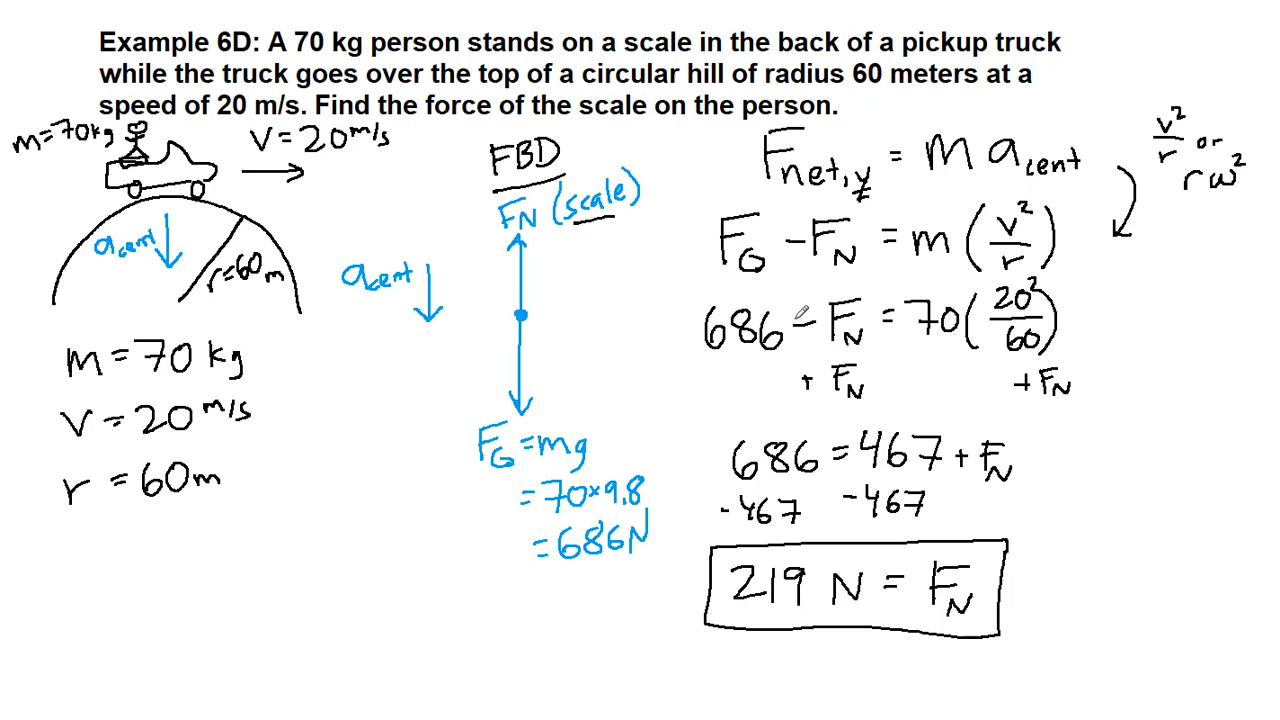 Example 6D: A 70 kg person stands on a scale in the back of a pickup truck
while the truck goes over the top of a circular hill of radius 60 meters at a
speed of 20 m/s. Find the force of the scale on the person.
m=70kg
V=20m/s
acent
r=60m
m=70 kg
V=20 m/s
r=60m
acent
FBD
FN (scale)
FG=mg
=70×9.8
=686N
Fnet,y = m acent
v²/r or
rω²
FG -FN = m(v²/r)
686-FN = 70(20²/60)
+ FN +FN
686=467+FN
-467 -467
219 N = FN